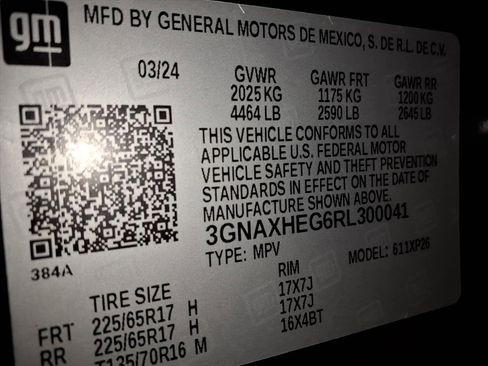 gm
MFD BY GENERAL MOTORS DE MEXICO, S. DE R.L. DE C.V.
03/24 GVWR GAWR FRT GAWR RR
2025 KG 1175 KG 1200 KG
4464 LB 2590 LB 2645 LB
THIS VEHICLE CONFORMS TO ALL
APPLICABLE U.S. FEDERAL MOTOR
VEHICLE SAFETY AND THEFT PREVENTION
STANDARDS IN EFFECT ON THE DATE OF
MANUFACTURE SHOWN ABOVE.
3GNAXHEG6RL300041
384A
TYPE: MPV MODEL: 611XP26
TIRE SIZE RIM
FRT 225/65R17 H 17X7J
RR 225/65R17 H 17X7J
T135/70R16 M 16X4BT